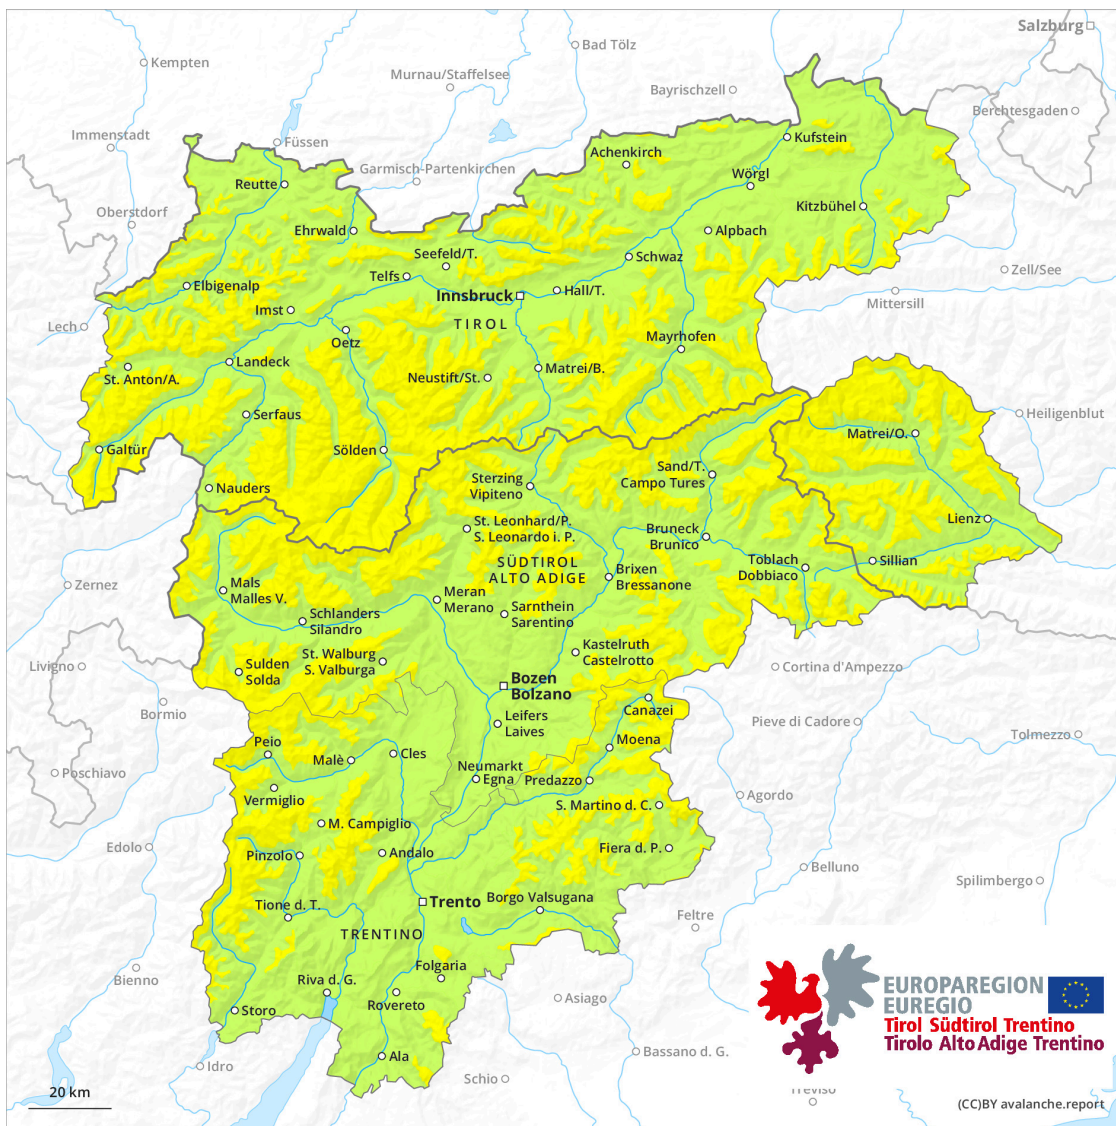 Salzburg
Bad Tölz
Kempten
Murnau/Staffelsee
Bayrischzell
Berchtesgaden
Immenstadt
Füssen
Kufstein
Achenkirch
Garmisch-Partenkirchen
Wörgl
Reutte
Oberstdorf
Kitzbühel
Ehrwald
Alpbach
Seefeld/T.
Schwaz
Zell/See
Telfs
Elbigenalp
Hall/T.
Innsbruck
Mittersill
Imst
TIROL
Lech
Oetz
Mayrhofen
Landeck
Matrei/B.
St. Anton/A.
Neustift/St.
Serfaus
Heiligenblut
Matrei/O.
Galtür
Sölden
Sand/T.
Campo Tures
Sterzing
Vipiteno
Nauders
Lienz
St. Leonhard/P.
S. Leonardo i. P.
Bruneck
Brunico
SÜDTIROL
ALTO ADIGE
Toblach
Dobbiaco
Sillian
Brixen
Bressanone
Zernez
Mals
Malles V.
Meran
Merano
Sarnthein
Sarentino
Schlanders
Silandro
Kastelruth
Castelrotto
St. Walburg
S. Valburga
Livigno
Sulden
Solda
Cortina d'Ampezzo
Bozen
Bolzano
Bormio
Canazei
Leifers
Laives
Pieve di Cadore
Tolmezzo
Peio
Moena
Cles
Malè
Neumarkt
Egna
Predazzo
Poschiavo
Vermiglio
Agordo
S. Martino d. C.
M. Campiglio
Edolo
Pinzolo
Andalo
Fiera d. P.
Belluno
Spilimbergo
Trento
Borgo Valsugana
Tione d. T.
Feltre
TRENTINO
Folgaria
Bienno
Riva d. G.
Rovereto
Storo
Asiago
EUROPAREGION
EUREGIO
Tirol Südtirol Trentino
Tirolo Alto Adige Trentino
Ala
Bassano d. G.
Idro
Schio
20 km
Treviso
(CC)BY avalanche.report